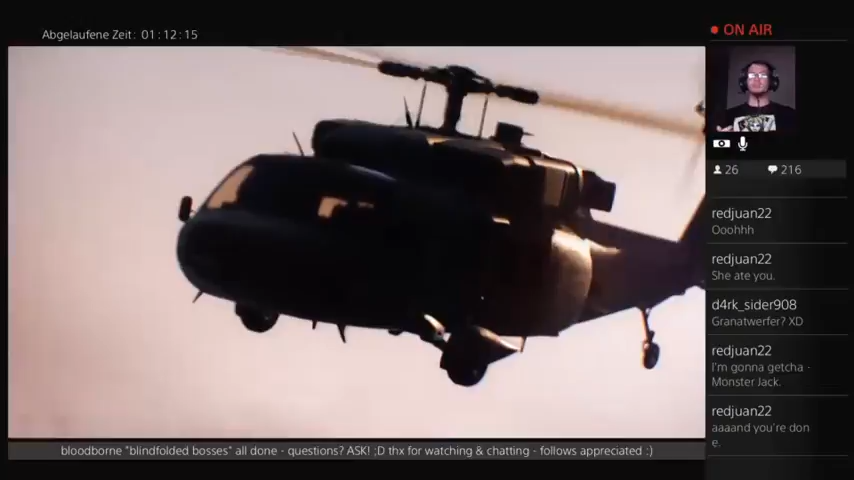 Abgelaufene Zeit: 01:12:15
ON AIR
26 216
redjuan22
Ooohhh
redjuan22
She ate you.
d4rk_sider908
Granatwerfer? XD
redjuan22
I'm gonna getcha -
Monster Jack.
redjuan22
aaaand you're don
e.
bloodborne "blindfolded bosses" all done - questions? ASK! ;D thx for watching & chatting - follows appreciated :)